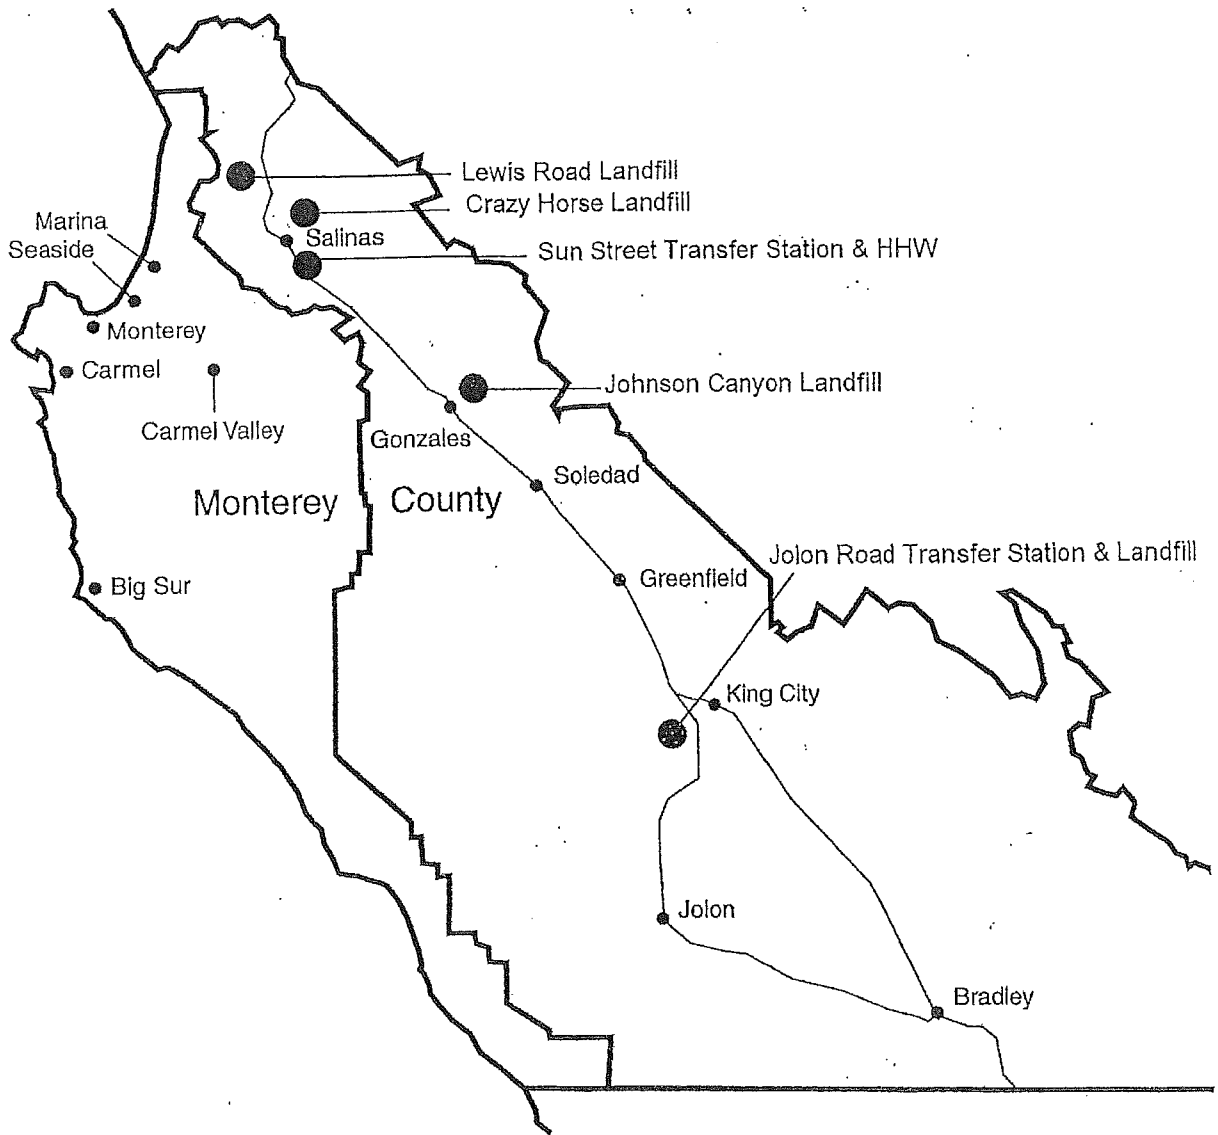 Lewis Road Landfill
Crazy Horse Landfill
Marina
Seaside
Salinas
Sun Street Transfer Station & HHW
Monterey
Carmel
Johnson Canyon Landfill
Carmel Valley
Gonzales
Soledad
Monterey County
Jolon Road Transfer Station & Landfill
Greenfield
Big Sur
King City
Jolon
Bradley